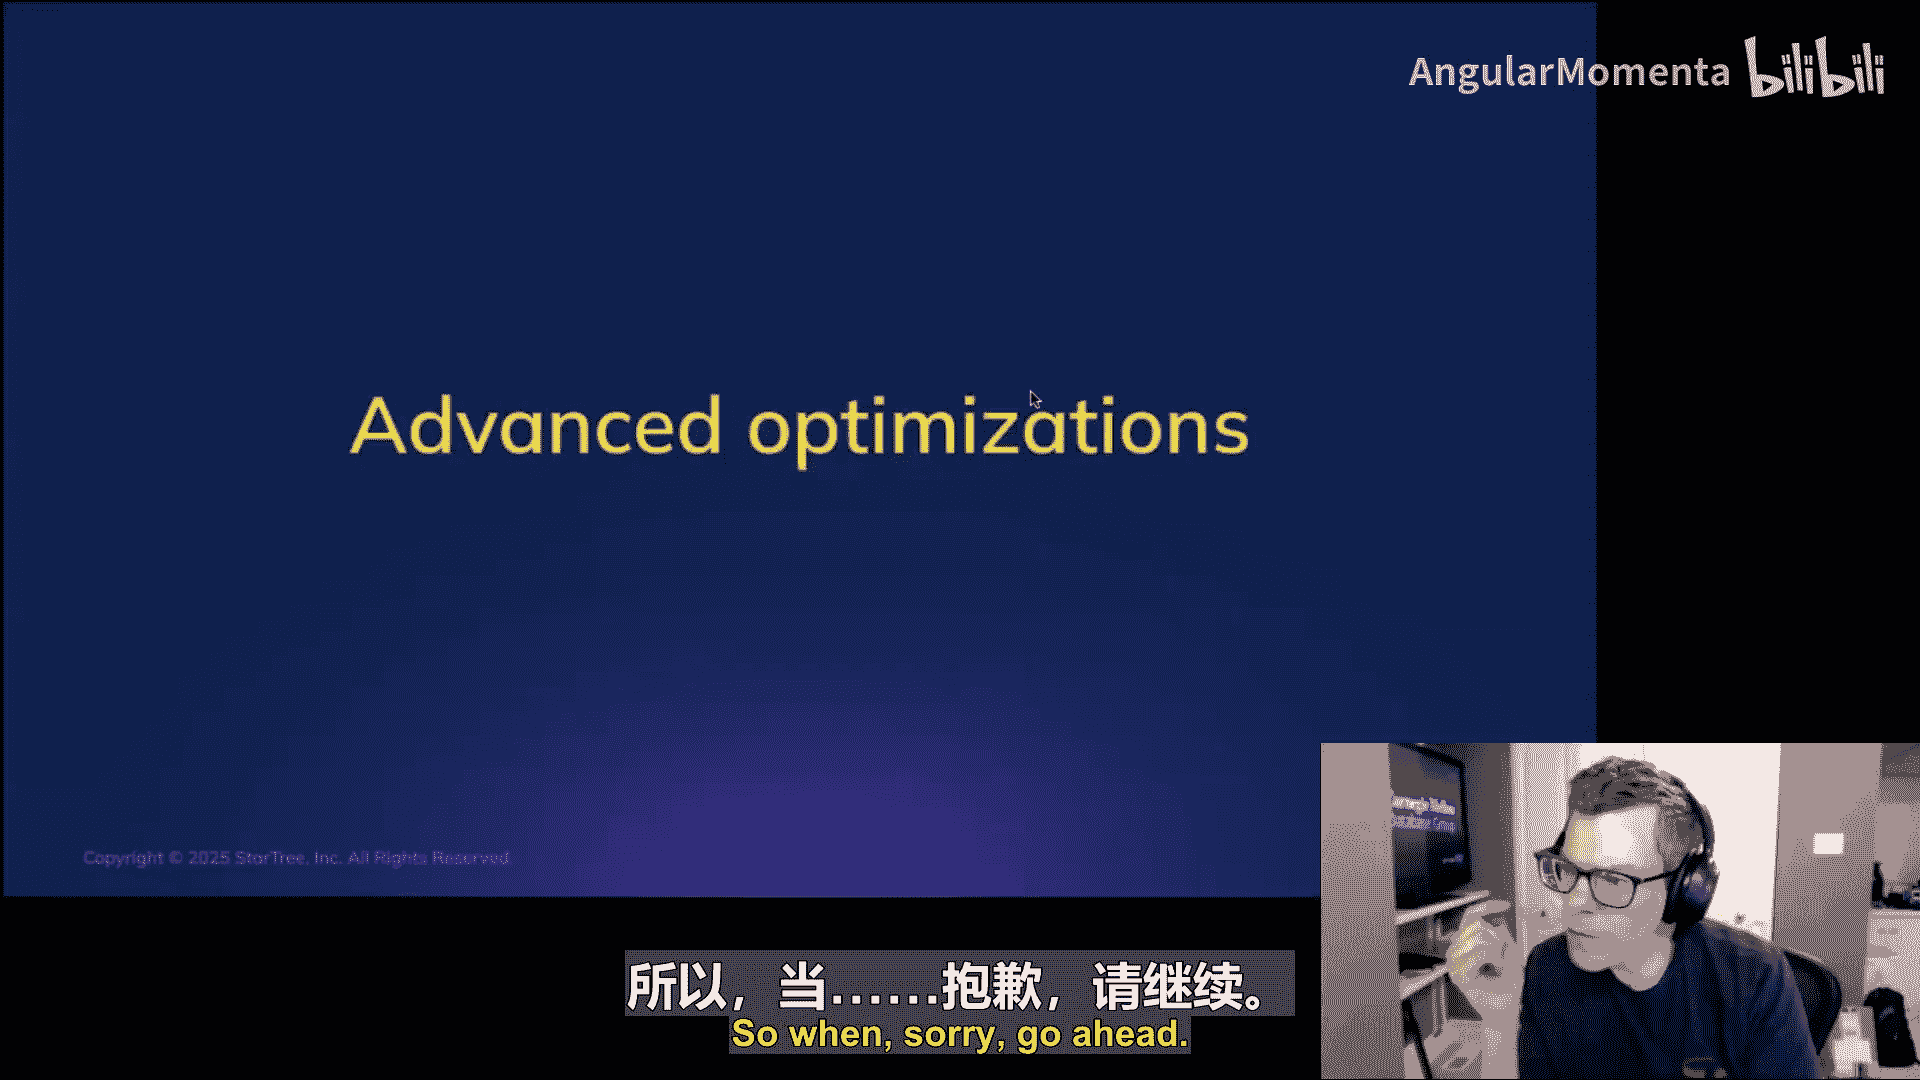 AngularMomenta bilibili
Advanced optimizations
Copyright © 2025 StarTree, Inc. All Rights Reserved
所以，当......抱歉，请继续。
So when, sorry, go ahead.